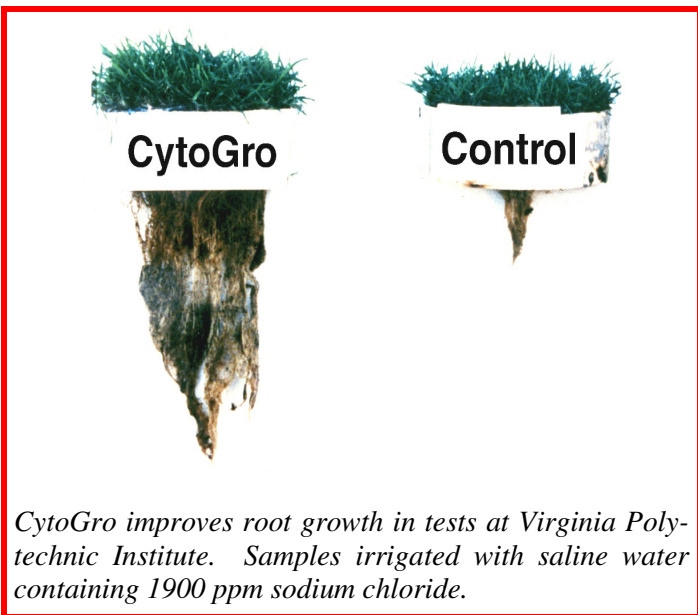 CytoGro
Control
CytoGro improves root growth in tests at Virginia Poly-
technic Institute. Samples irrigated with saline water
containing 1900 ppm sodium chloride.